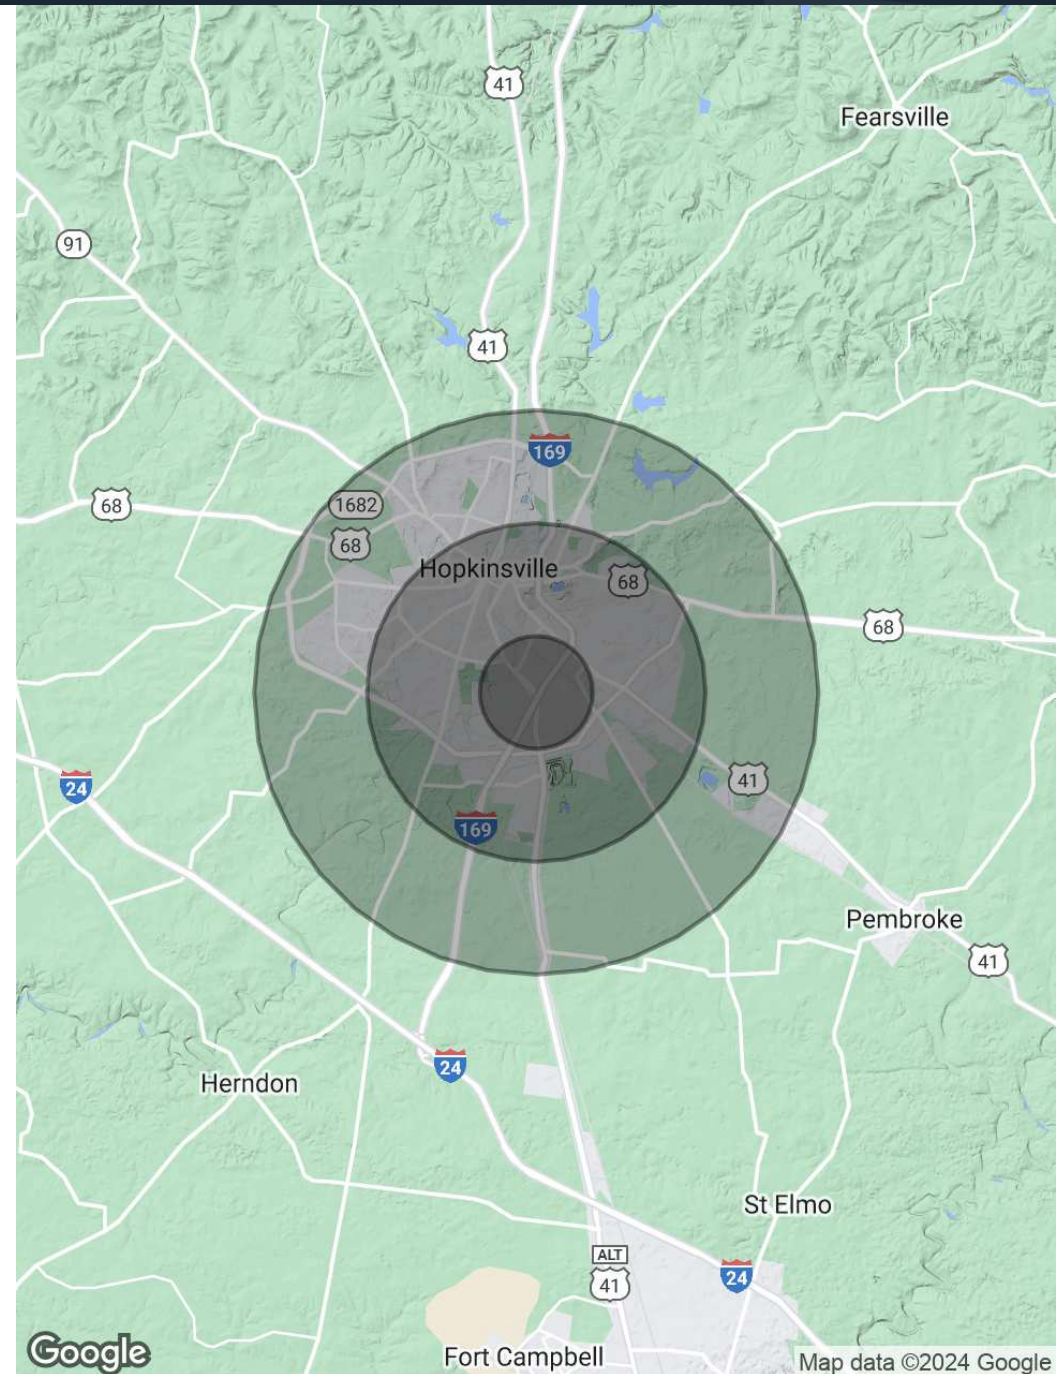 41
Fearsville
91
41
169
68
1682
68
Hopkinsville
68
68
41
24
169
Pembroke
41
24
Herndon
St Elmo
ALT
41
24
Fort Campbell
Google
Map data ©2024 Google